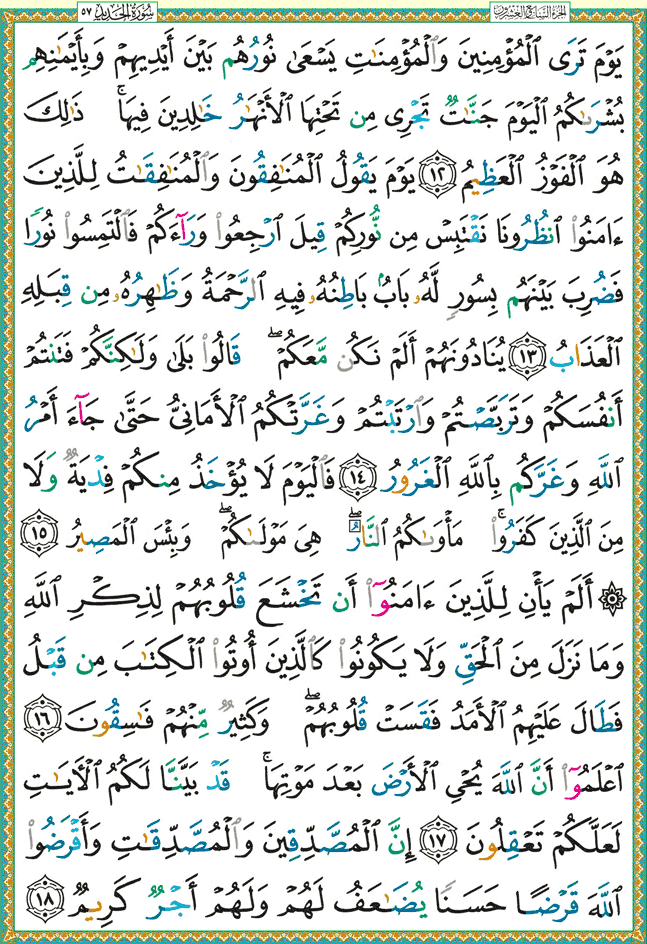 الجزء السابع والعشرون
سورة الحديد ٥٧
يَوْمَ تَرَى ٱلْمُؤْمِنِينَ وَٱلْمُؤْمِنَـٰتِ يَسْعَىٰ نُورُهُم بَيْنَ أَيْدِيهِمْ وَبِأَيْمَـٰنِهِم
بُشْرَىٰكُمُ ٱلْيَوْمَ جَنَّـٰتٌ تَجْرِى مِن تَحْتِهَا ٱلْأَنْهَـٰرُ خَـٰلِدِينَ فِيهَا ۚ ذَٰلِكَ
هُوَ ٱلْفَوْزُ ٱلْعَظِيمُ ١٢ يَوْمَ يَقُولُ ٱلْمُنَـٰفِقُونَ وَٱلْمُنَـٰفِقَـٰتُ لِلَّذِينَ
ءَامَنُوا۟ ٱنظُرُونَا نَقْتَبِسْ مِن نُّورِكُمْ قِيلَ ٱرْجِعُوا۟ وَرَآءَكُمْ فَٱلْتَمِسُوا۟ نُورًا
فَضُرِبَ بَيْنَهُم بِسُورٍ لَّهُۥ بَابٌۢ بَاطِنُهُۥ فِيهِ ٱلرَّحْمَةُ وَظَـٰهِرُهُۥ مِن قِبَلِهِ
ٱلْعَذَابُ ١٣ يُنَادُونَهُمْ أَلَمْ نَكُن مَّعَكُمْ ۖ قَالُوا۟ بَلَىٰ وَلَـٰكِنَّكُمْ فَتَنتُمْ
أَنفُسَكُمْ وَتَرَبَّصْتُمْ وَٱرْتَبْتُمْ وَغَرَّتْكُمُ ٱلْأَمَانِىُّ حَتَّىٰ جَآءَ أَمْرُ
ٱللَّهِ وَغَرَّكُم بِٱللَّهِ ٱلْغَرُورُ ١٤ فَٱلْيَوْمَ لَا يُؤْخَذُ مِنكُمْ فِدْيَةٌ وَلَا
مِنَ ٱلَّذِينَ كَفَرُوا۟ ۚ مَأْوَىٰكُمُ ٱلنَّارُ ۖ هِىَ مَوْلَىٰكُمْ ۖ وَبِئْسَ ٱلْمَصِيرُ ١٥
۞ أَلَمْ يَأْنِ لِلَّذِينَ ءَامَنُوٓا۟ أَن تَخْشَعَ قُلُوبُهُمْ لِذِكْرِ ٱللَّهِ
وَمَا نَزَلَ مِنَ ٱلْحَقِّ وَلَا يَكُونُوا۟ كَٱلَّذِينَ أُوتُوا۟ ٱلْكِتَـٰبَ مِن قَبْلُ
فَطَالَ عَلَيْهِمُ ٱلْأَمَدُ فَقَسَتْ قُلُوبُهُمْ ۖ وَكَثِيرٌ مِّنْهُمْ فَـٰسِقُونَ ١٦
ٱعْلَمُوٓا۟ أَنَّ ٱللَّهَ يُحْىِ ٱلْأَرْضَ بَعْدَ مَوْتِهَا ۚ قَدْ بَيَّنَّا لَكُمُ ٱلْـَٔايَـٰتِ
لَعَلَّكُمْ تَعْقِلُونَ ١٧ إِنَّ ٱلْمُصَّدِّقِينَ وَٱلْمُصَّدِّقَـٰتِ وَأَقْرَضُوا۟
ٱللَّهَ قَرْضًا حَسَنًا يُضَـٰعَفُ لَهُمْ وَلَهُمْ أَجْرٌ كَرِيمٌ ١٨